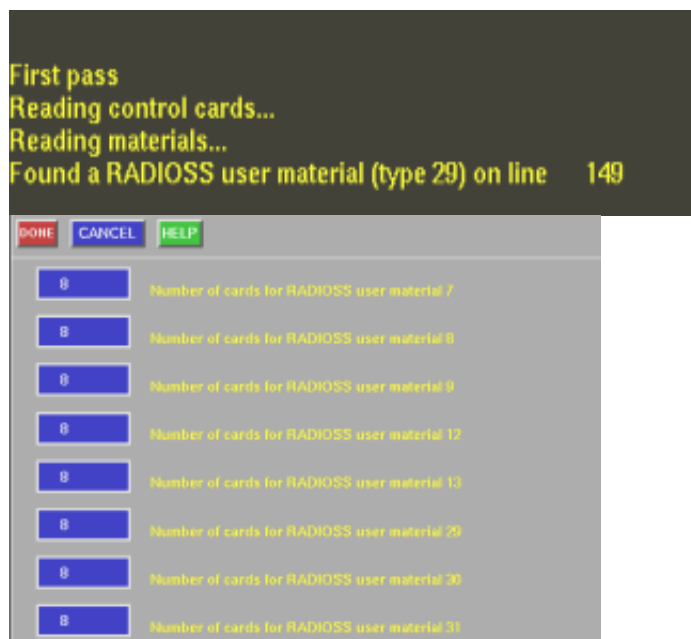 First pass
Reading control cards...
Reading materials...
Found a RADIOSS user material (type 29) on line 149
DONE CANCEL HELP
8 Number of cards for RADIOSS user material 7
8 Number of cards for RADIOSS user material 8
8 Number of cards for RADIOSS user material 9
8 Number of cards for RADIOSS user material 12
8 Number of cards for RADIOSS user material 13
8 Number of cards for RADIOSS user material 29
8 Number of cards for RADIOSS user material 30
8 Number of cards for RADIOSS user material 31